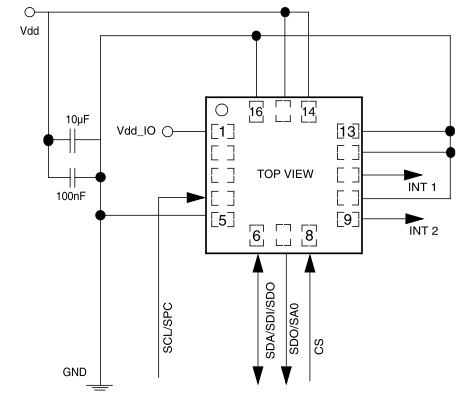 Vdd
16
14
10µF
Vdd_IO
1
13
TOP VIEW
100nF
INT 1
5
9
6
8
INT 2
SCL/SPC
SDA/SDI/SDO
SDO/SA0
CS
GND